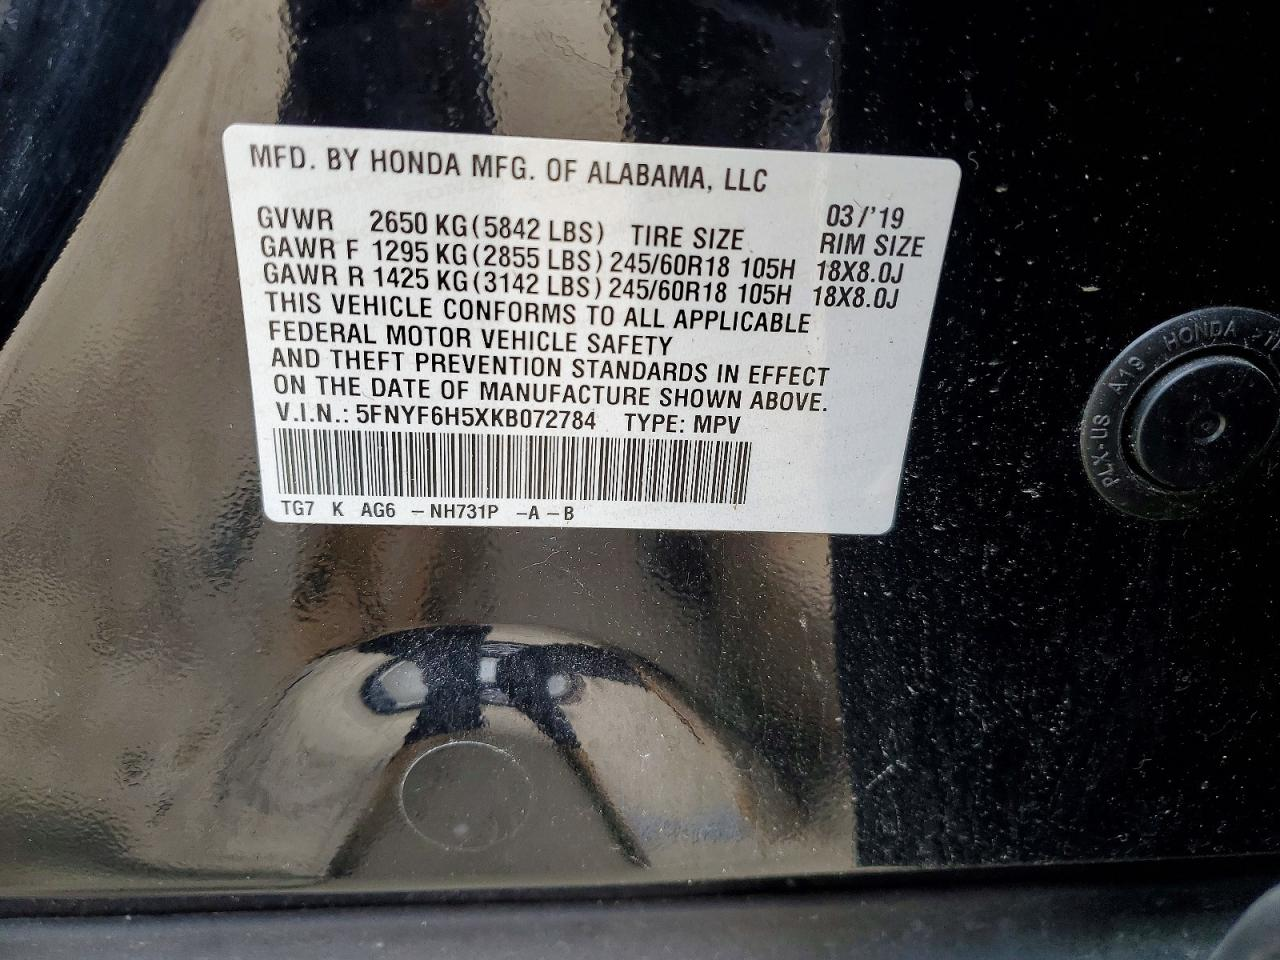 MFD. BY HONDA MFG. OF ALABAMA, LLC
03/'19
GVWR 2650 KG(5842 LBS) TIRE SIZE RIM SIZE
GAWR F 1295 KG(2855 LBS) 245/60R18 105H 18X8.0J
GAWR R 1425 KG(3142 LBS) 245/60R18 105H 18X8.0J
THIS VEHICLE CONFORMS TO ALL APPLICABLE
FEDERAL MOTOR VEHICLE SAFETY
AND THEFT PREVENTION STANDARDS IN EFFECT
ON THE DATE OF MANUFACTURE SHOWN ABOVE.
V.I.N.: 5FNYF6H5XKB072784 TYPE: MPV
TG7 K AG6 -NH731P -A -B
PLX-US A19 HONDA